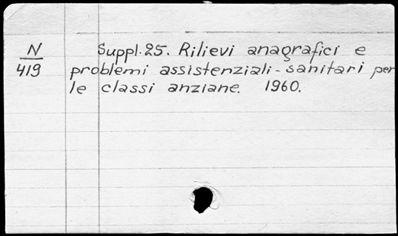 N Suppl.25. Rilievi anagrafici e
419 problemi assistenziali-sanitari per
le classi anziane. 1960.